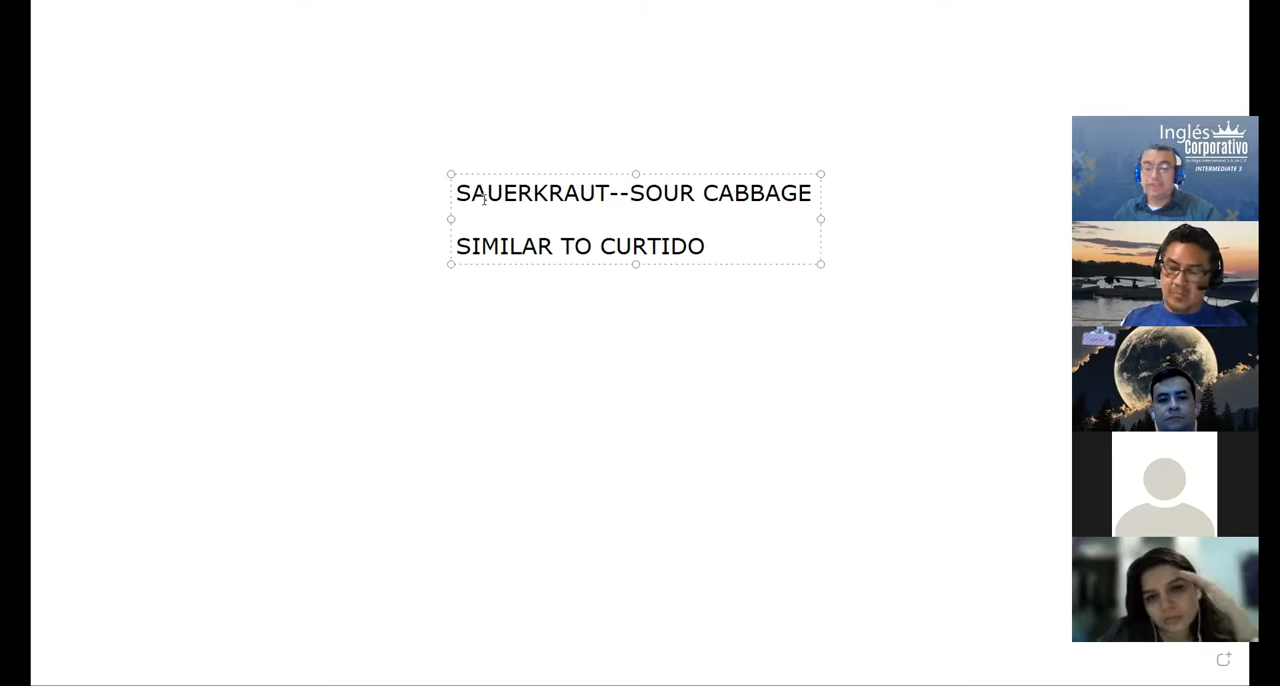 SAUERKRAUT--SOUR CABBAGE
SIMILAR TO CURTIDO
Inglés
Corporativo
INTERMEDIATE 3